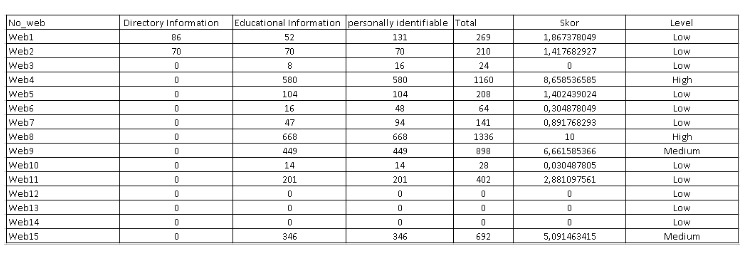 No_web Directory Information Educational Information personally identifiable Total Skor Level
Web1 86 52 131 269 1,867378049 Low
Web2 70 70 70 210 1,417682927 Low
Web3 0 8 16 24 0 Low
Web4 0 580 580 1160 8,658536585 High
Web5 0 104 104 208 1,402439024 Low
Web6 0 16 48 64 0,304878049 Low
Web7 0 47 94 141 0,891768293 Low
Web8 0 668 668 1336 10 High
Web9 0 449 449 898 6,661585366 Medium
Web10 0 14 14 28 0,030487805 Low
Web11 0 201 201 402 2,881097561 Low
Web12 0 0 0 0 0 Low
Web13 0 0 0 0 0 Low
Web14 0 0 0 0 0 Low
Web15 0 346 346 692 5,091463415 Medium